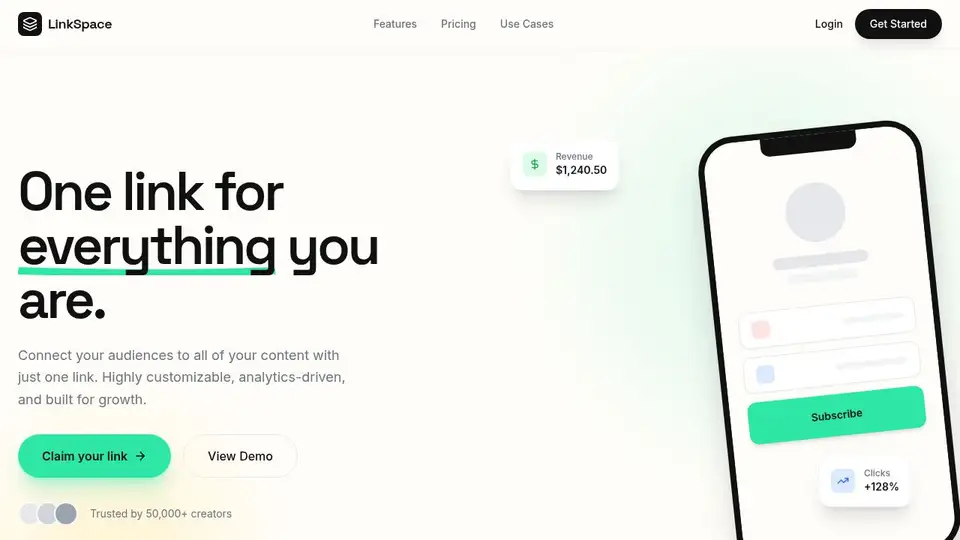 LinkSpace
Features
Pricing
Use Cases
Login
Get Started
One link for
everything you
are.
Connect your audiences to all of your content with
just one link. Highly customizable, analytics-driven,
and built for growth.
Claim your link →
View Demo
Trusted by 50,000+ creators
Revenue
$
$1,240.50
Subscribe
Clicks
+128%